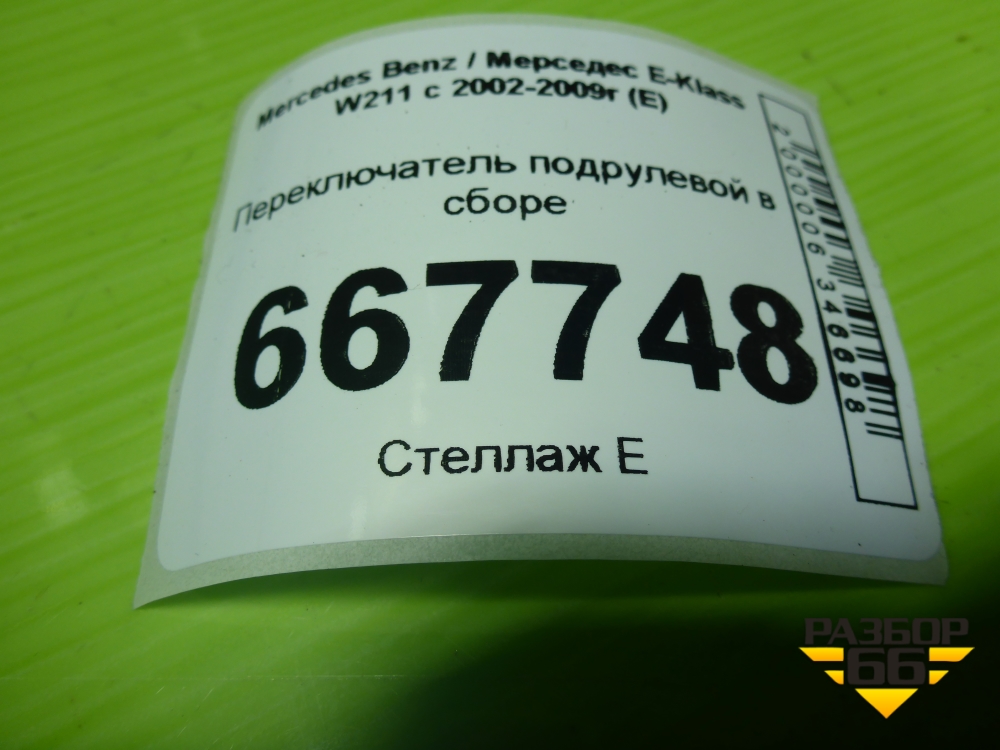 Mercedes Benz / Мерседес E-Klass
W211 с 2002-2009г (E)
Переключатель подрулевой в
сборе
667748
Стеллаж Е
2000006346698
РАЗБОР
66